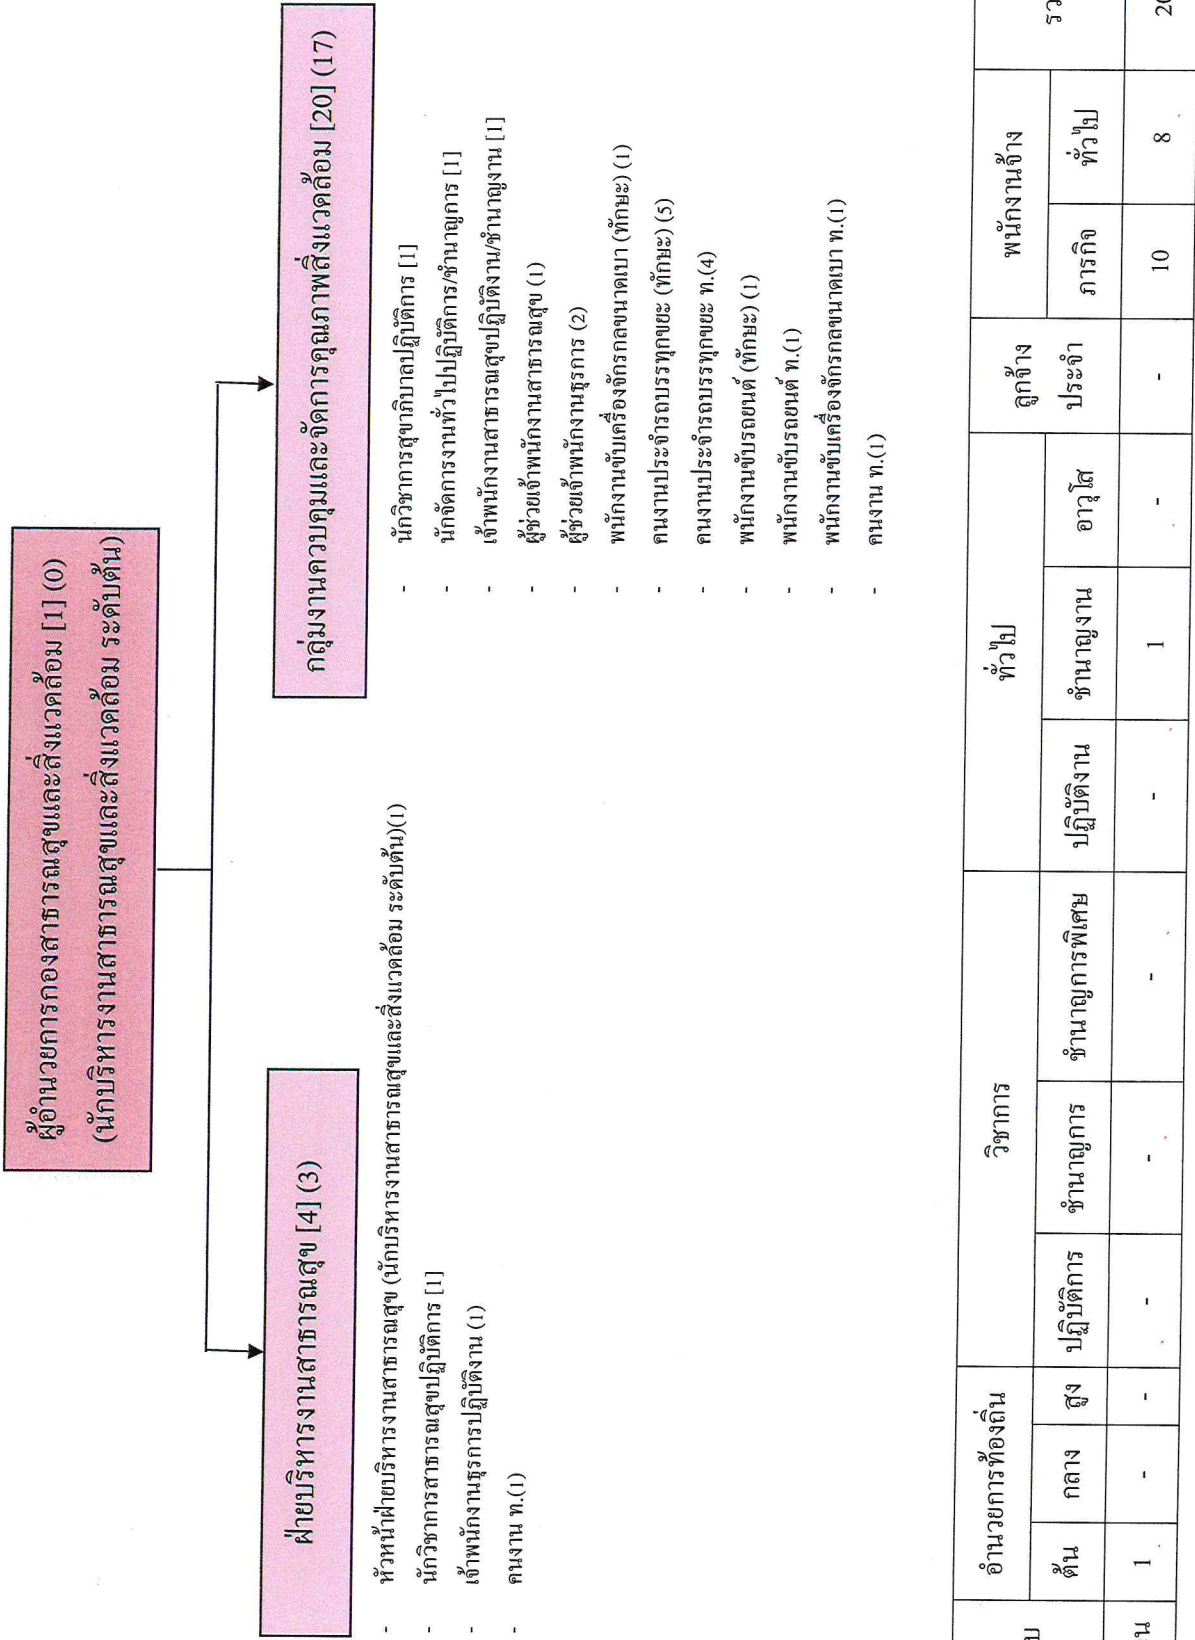 ผู้อำนวยการกองสาธารณสุขและสิ่งแวดล้อม [1] (0)
(นักบริหารงานสาธารณสุขและสิ่งแวดล้อม ระดับต้น)
ฝ่ายบริหารงานสาธารณสุข [4] (3)
- หัวหน้าฝ่ายบริหารงานสาธารณสุข (นักบริหารงานสาธารณสุขและสิ่งแวดล้อม ระดับต้น)(1)
- นักวิชาการสาธารณสุขปฏิบัติการ [1]
- เจ้าพนักงานธุรการปฏิบัติงาน (1)
- คนงาน ท.(1)
กลุ่มงานควบคุมและจัดการคุณภาพสิ่งแวดล้อม [20] (17)
- นักวิชาการสุขาภิบาลปฏิบัติการ [1]
- นักจัดการงานทั่วไปปฏิบัติการ/ชำนาญการ [1]
- เจ้าพนักงานสาธารณสุขปฏิบัติงาน/ชำนาญงาน [1]
- ผู้ช่วยเจ้าพนักงานสาธารณสุข (1)
- ผู้ช่วยเจ้าพนักงานธุรการ (2)
- พนักงานขับเครื่องจักรกลขนาดเบา (ทักษะ) (1)
- คนงานประจำรถบรรทุกขยะ (ทักษะ) (5)
- คนงานประจำรถบรรทุกขยะ ท.(4)
- พนักงานขับรถยนต์ (ทักษะ) (1)
- พนักงานขับรถยนต์ ท.(1)
- พนักงานขับเครื่องจักรกลขนาดเบา ท.(1)
- คนงาน ท.(1)
อำนวยการท้องถิ่น วิชาการ ทั่วไป ลูกจ้าง พนักงานจ้าง
ต้น กลาง สูง ปฏิบัติการ ชำนาญการ ชำนาญการพิเศษ ปฏิบัติงาน ชำนาญงาน อาวุโส ประจำ ภารกิจ ทั่วไป
1 - - - - - - 1 - - 10 8 20